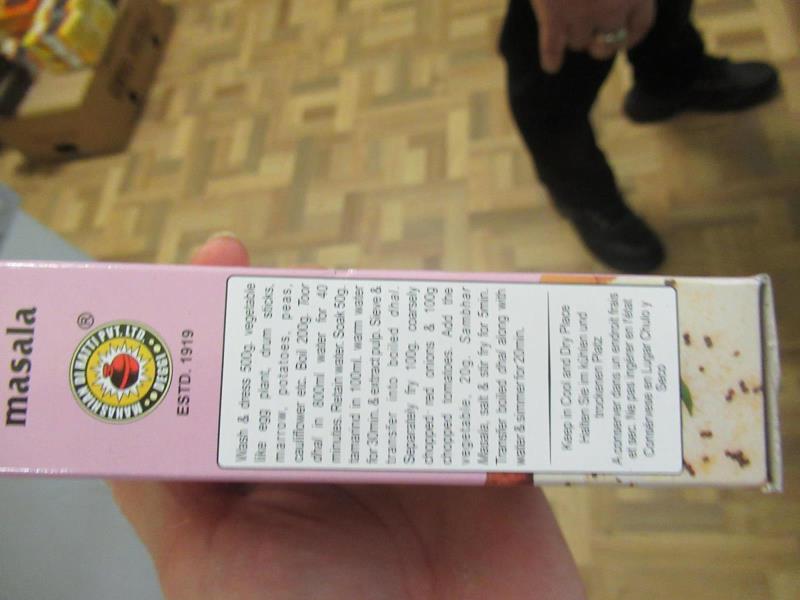 masala
MAHASHIAN DI HATTI PVT. LTD.
REGD.
®
ESTD. 1919
Wash & dress 500g. vegetable
like egg plant, drum sticks,
marrow, potatoes, peas,
cauliflower etc. Boil 200g. Toor
dhal in 600ml water for 40
minutes. Retain water. Soak 50g.
tamarind in 100mL warm water
for 30min. & extract pulp. Sieve &
transfer into boiled dhal.
Separately fry 100g. coarsely
chopped red onions & 100g
chopped tomatoes. Add the
vegetable, 20g. Sambhar
Masala, salt & stir fry for 5min.
Transfer boiled dhal along with
water & simmer for 20min.
Keep in Cool and Dry Place
Halten Sie im kühlen und
trockenen Platz
A conserver dans un endroit frais
et sec. Ne pas ingérer en l'état
Consérvese en Lugar Chulo y
Seco